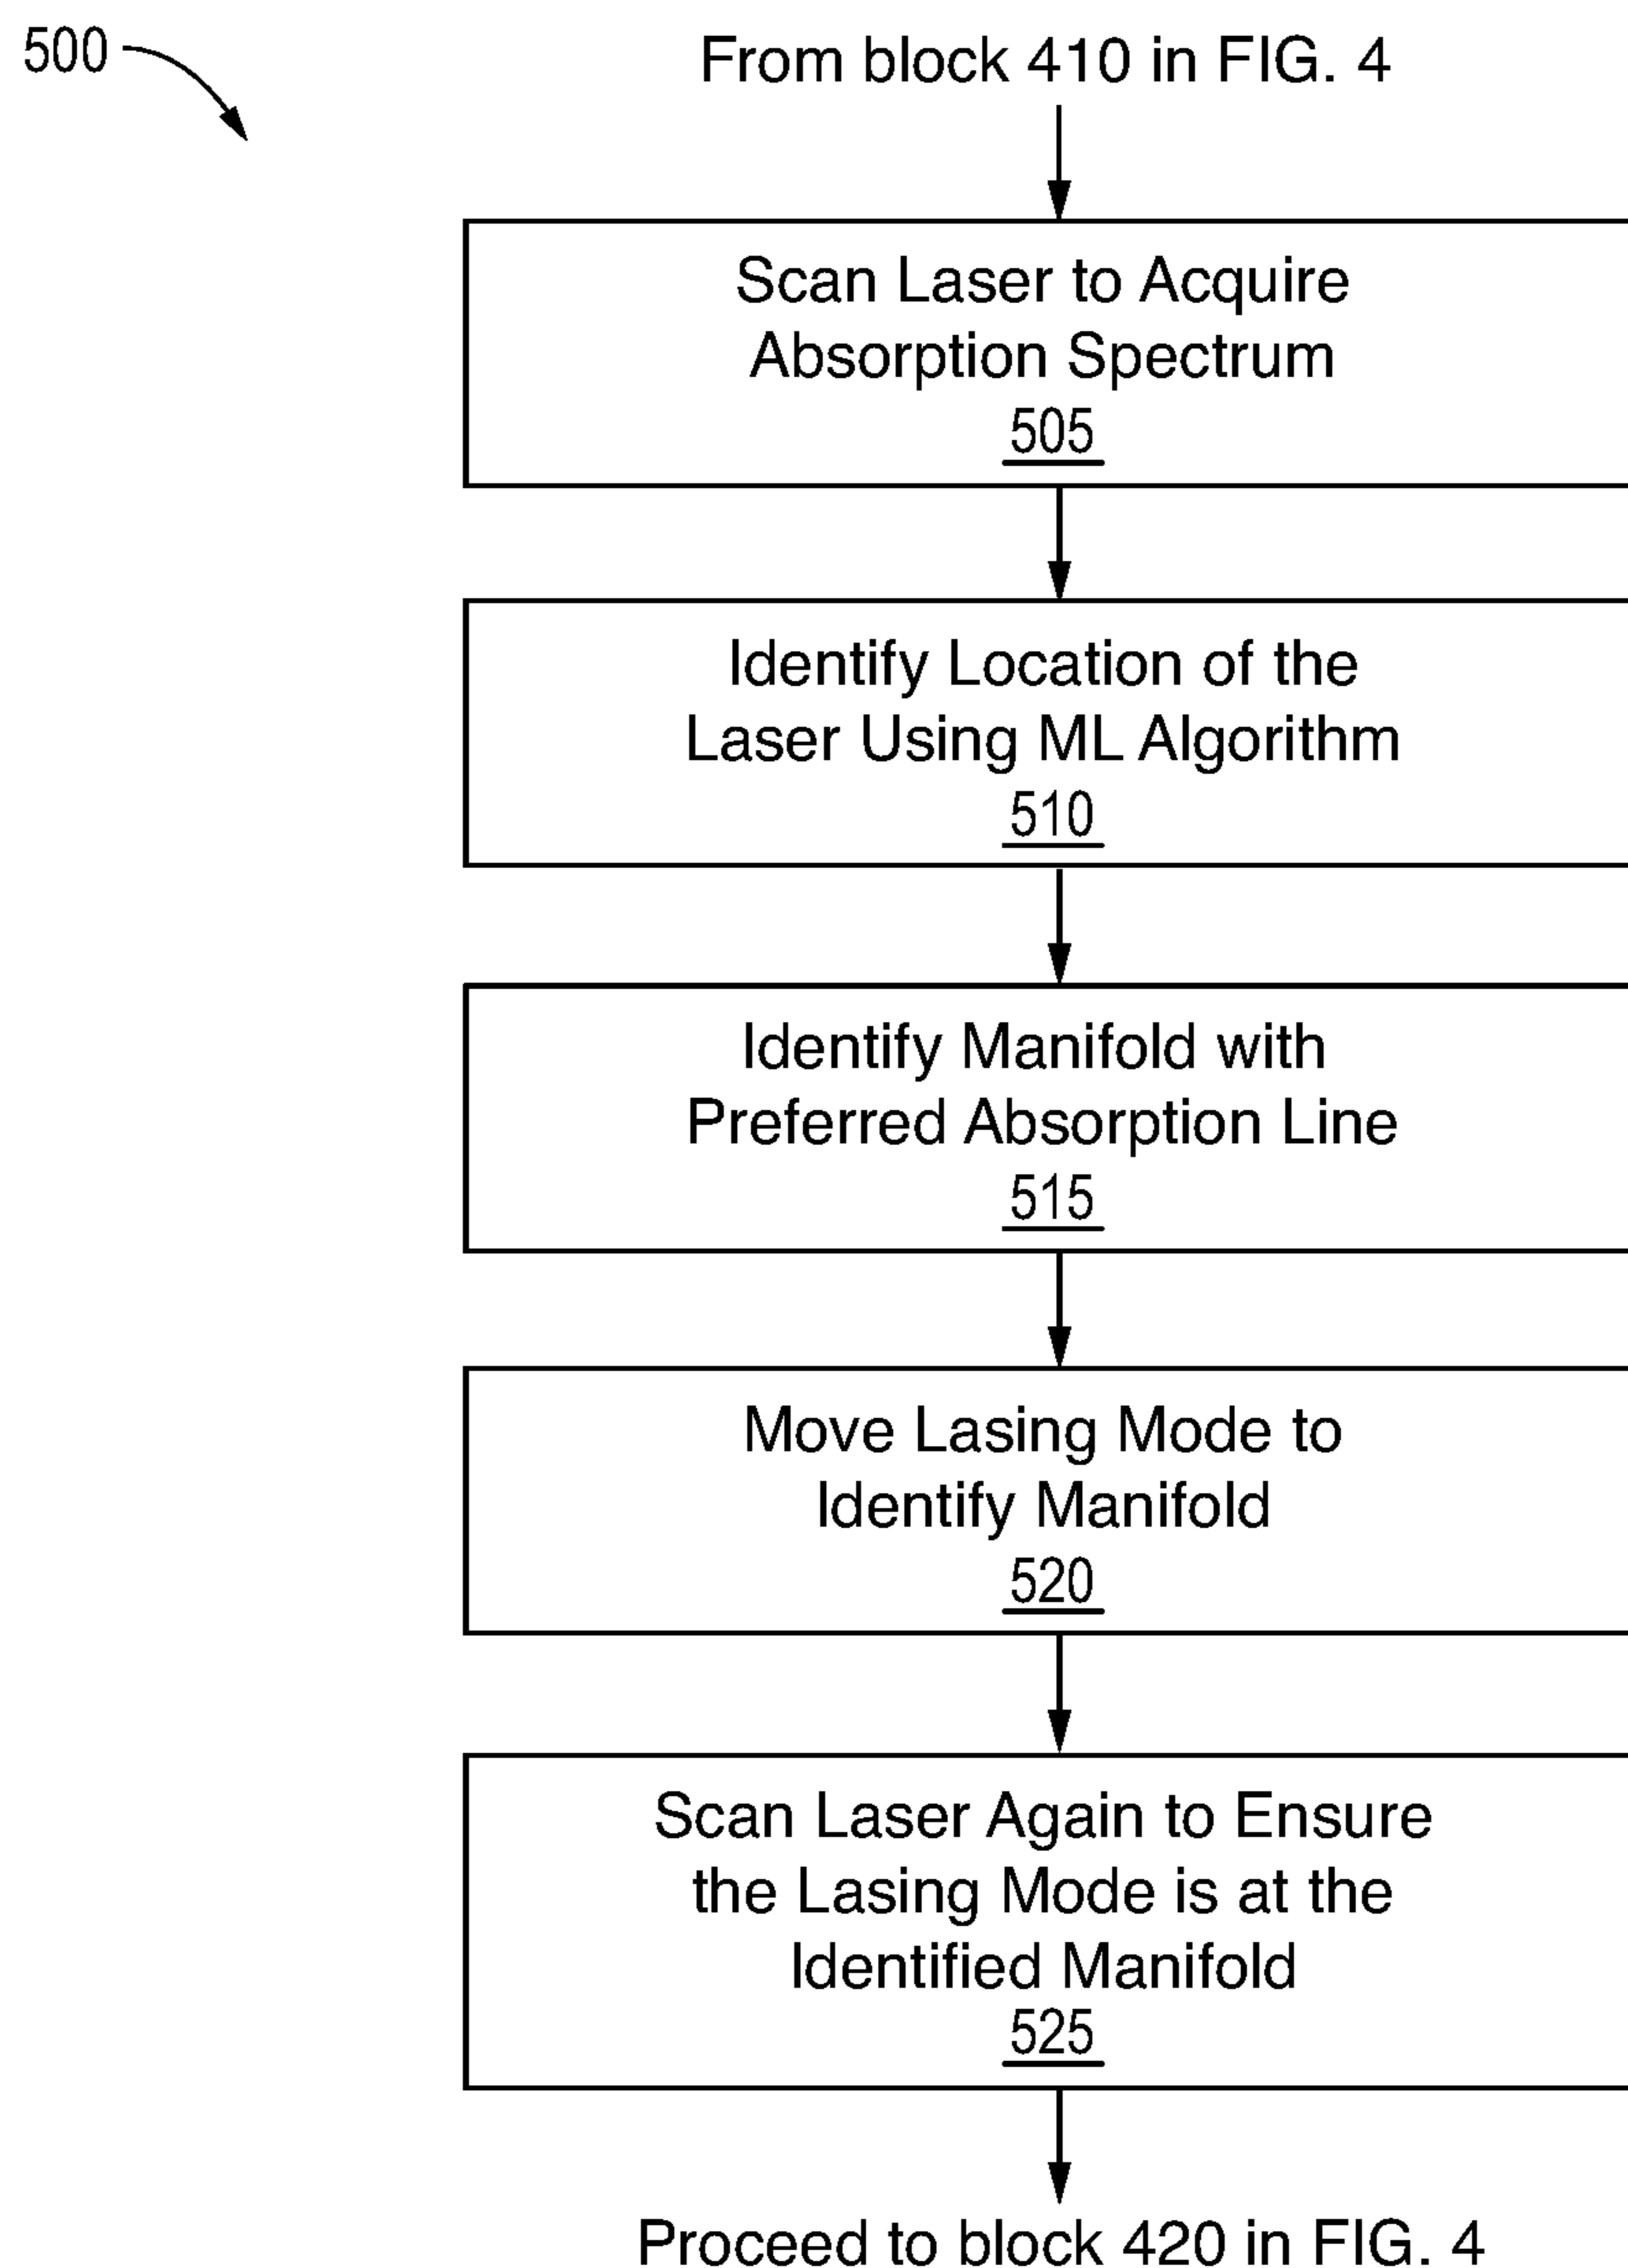 500
From block 410 in FIG. 4
Scan Laser to Acquire
Absorption Spectrum
505
Identify Location of the
Laser Using ML Algorithm
510
Identify Manifold with
Preferred Absorption Line
515
Move Lasing Mode to
Identify Manifold
520
Scan Laser Again to Ensure
the Lasing Mode is at the
Identified Manifold
525
Proceed to block 420 in FIG. 4